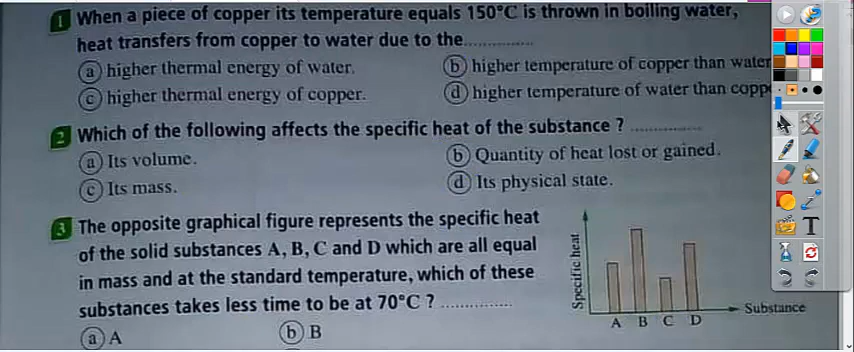 1 When a piece of copper its temperature equals 150°C is thrown in boiling water,
heat transfers from copper to water due to the..............
a higher thermal energy of water.
b higher temperature of copper than water
c higher thermal energy of copper.
d higher temperature of water than
2 Which of the following affects the specific heat of the substance ? ..............
a Its volume.
b Quantity of heat lost or gained.
c Its mass.
d Its physical state.
3 The opposite graphical figure represents the specific heat
of the solid substances A, B, C and D which are all equal
in mass and at the standard temperature, which of these
substances takes less time to be at 70°C ? ..............
a A
b B
Specific heat
A B C D
Substance
T